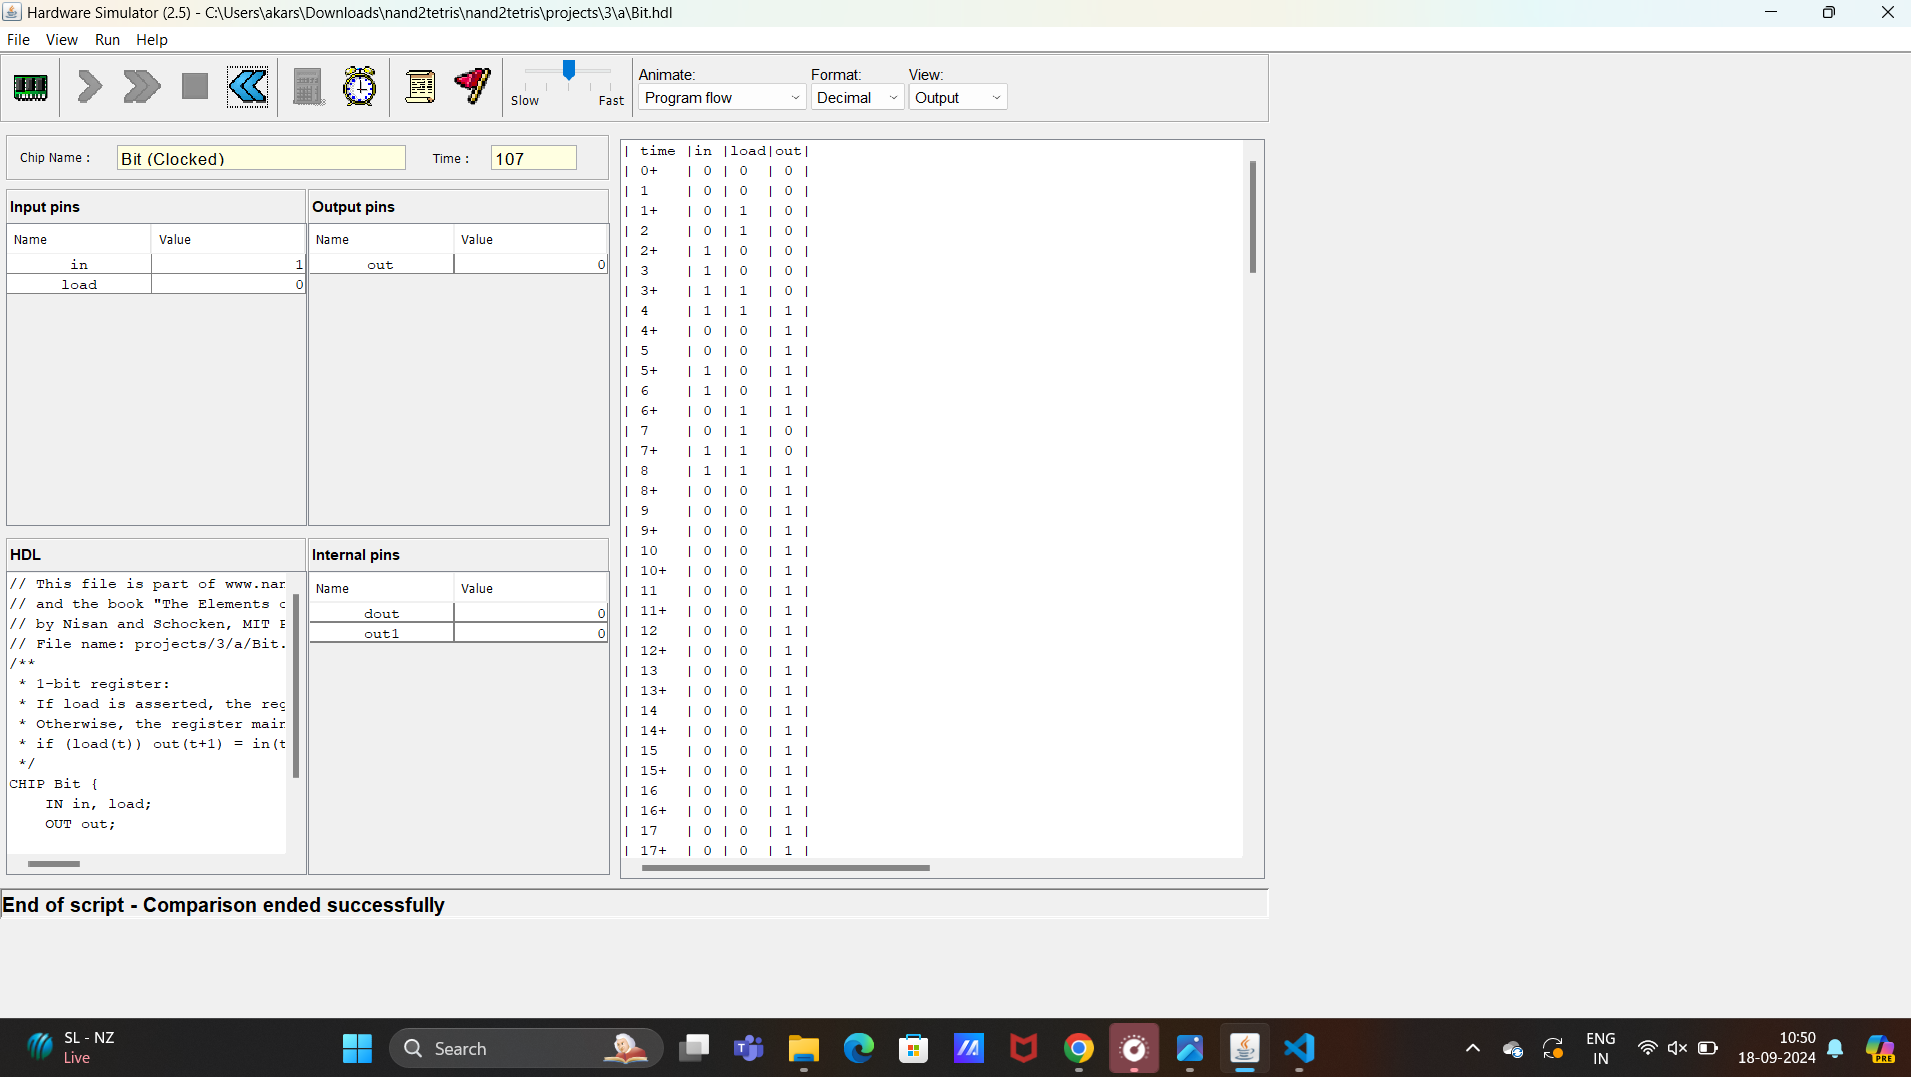 Hardware Simulator (2.5) - C:\Users\akars\Downloads\nand2tetris\nand2tetris\projects\3\a\Bit.hdl
File View Run Help
Animate: Format: View:
Slow Fast Program flow Decimal Output
Chip Name : Bit (Clocked) Time : 107
Input pins Output pins
Name Value Name Value
in 1 out 0
load 0
HDL Internal pins
// This file is part of www.nan
// and the book "The Elements o
// by Nisan and Schocken, MIT P
// File name: projects/3/a/Bit.
/**
* 1-bit register:
* If load is asserted, the reg
* Otherwise, the register main
* if (load(t)) out(t+1) = in(t
*/
CHIP Bit {
IN in, load;
OUT out;
Name Value
dout 0
out1 0
| time |in |load|out|
| 0+ | 0 | 0 | 0 |
| 1 | 0 | 0 | 0 |
| 1+ | 0 | 1 | 0 |
| 2 | 0 | 1 | 0 |
| 2+ | 1 | 0 | 0 |
| 3 | 1 | 0 | 0 |
| 3+ | 1 | 1 | 0 |
| 4 | 1 | 1 | 1 |
| 4+ | 0 | 0 | 1 |
| 5 | 0 | 0 | 1 |
| 5+ | 1 | 0 | 1 |
| 6 | 1 | 0 | 1 |
| 6+ | 0 | 1 | 1 |
| 7 | 0 | 1 | 0 |
| 7+ | 1 | 1 | 0 |
| 8 | 1 | 1 | 1 |
| 8+ | 0 | 0 | 1 |
| 9 | 0 | 0 | 1 |
| 9+ | 0 | 0 | 1 |
| 10 | 0 | 0 | 1 |
| 10+ | 0 | 0 | 1 |
| 11 | 0 | 0 | 1 |
| 11+ | 0 | 0 | 1 |
| 12 | 0 | 0 | 1 |
| 12+ | 0 | 0 | 1 |
| 13 | 0 | 0 | 1 |
| 13+ | 0 | 0 | 1 |
| 14 | 0 | 0 | 1 |
| 14+ | 0 | 0 | 1 |
| 15 | 0 | 0 | 1 |
| 15+ | 0 | 0 | 1 |
| 16 | 0 | 0 | 1 |
| 16+ | 0 | 0 | 1 |
| 17 | 0 | 0 | 1 |
| 17+ | 0 | 0 | 1 |
End of script - Comparison ended successfully
SL - NZ
Live
Search
ENG
IN
10:50
18-09-2024
PRE